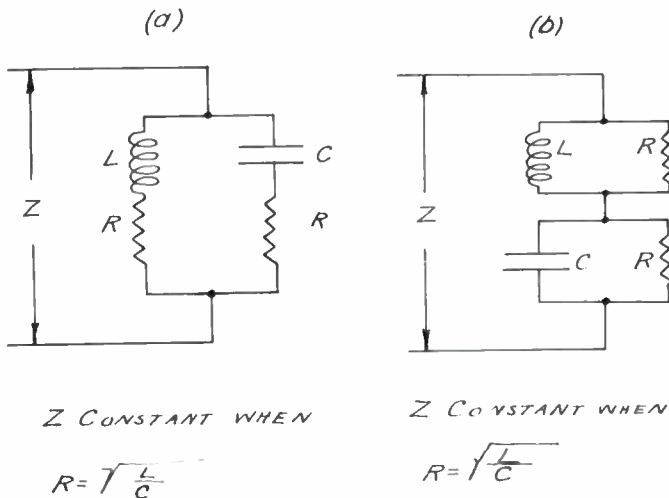 (a)
(b)
L
C
L
R
Z
R
R
Z
C
R
Z CONSTANT WHEN
Z CONSTANT WHEN
R = √L/C
R = √L/C